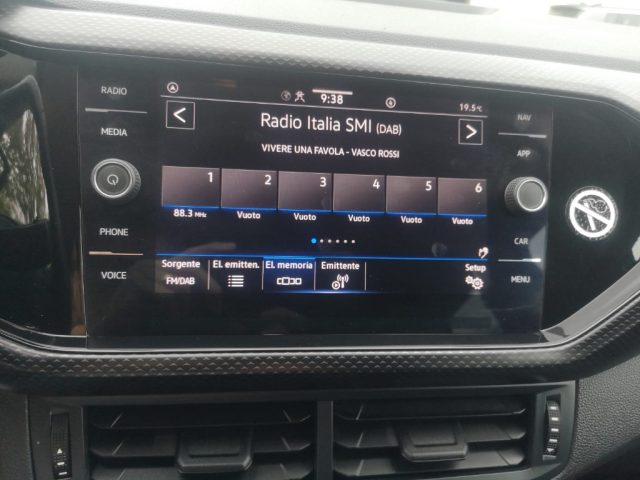 RADIO
MEDIA
PHONE
VOICE
9:38
19.5°C
Radio Italia SMI (DAB)
VIVERE UNA FAVOLA - VASCO ROSSI
1 2 3 4 5 6
88.3 MHz Vuoto Vuoto Vuoto Vuoto Vuoto
Sorgente El. emitten. El. memoria Emittente Setup
FM/DAB
NAV
APP
CAR
MENU